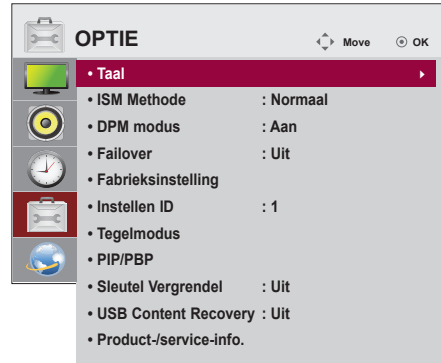 OPTIE Move OK
• Taal
• ISM Methode : Normaal
• DPM modus : Aan
• Failover : Uit
• Fabrieksinstelling
• Instellen ID : 1
• Tegelmodus
• PIP/PBP
• Sleutel Vergrendel : Uit
• USB Content Recovery : Uit
• Product-/service-info.